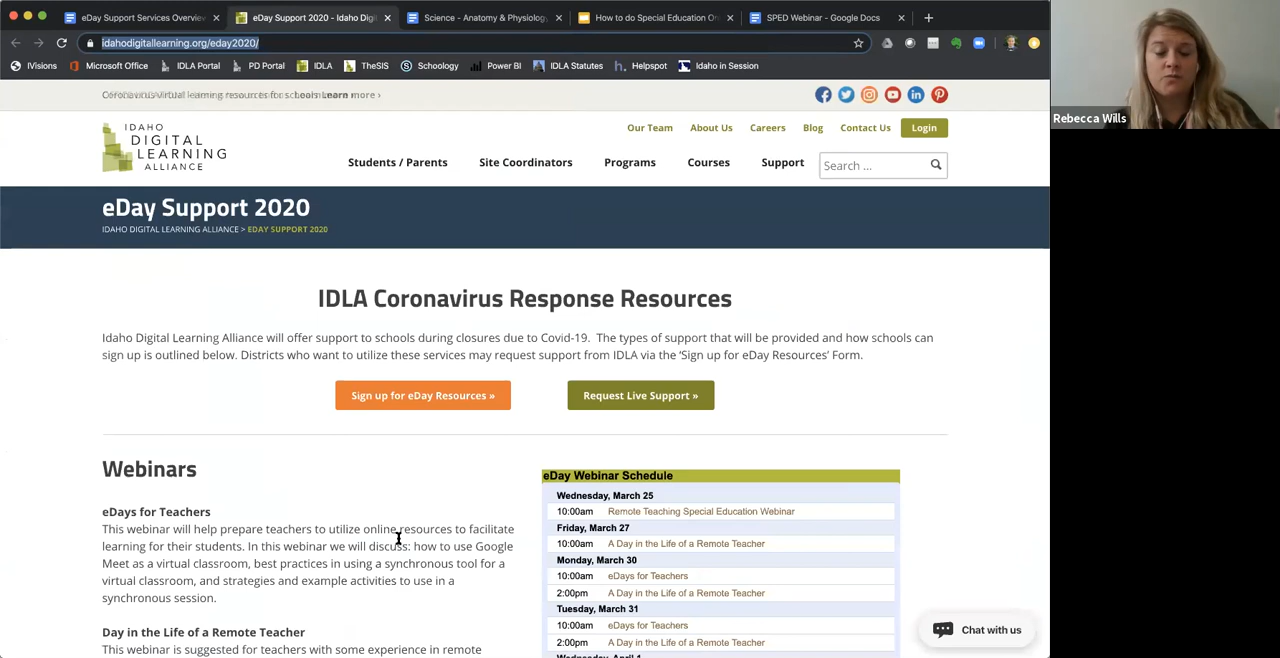 eDay Support Services Overview
eDay Support 2020 - Idaho Digi
Science - Anatomy & Physiology
How to do Special Education On
SPED Webinar - Google Docs
idahodigitallearning.org/eday2020/
IVisions
Microsoft Office
IDLA Portal
PD Portal
IDLA
TheSIS
Schoology
Power BI
IDLA Statutes
Helpspot
Idaho in Session
Rebecca Wills
Learn more ›
Our Team
About Us
Careers
Blog
Contact Us
Login
IDAHO
DIGITAL
LEARNING
ALLIANCE
Students / Parents
Site Coordinators
Programs
Courses
Support
Search ...
eDay Support 2020
IDAHO DIGITAL LEARNING ALLIANCE > EDAY SUPPORT 2020
IDLA Coronavirus Response Resources
Idaho Digital Learning Alliance will offer support to schools during closures due to Covid-19. The types of support that will be provided and how schools can
sign up is outlined below. Districts who want to utilize these services may request support from IDLA via the ‘Sign up for eDay Resources’ Form.
Sign up for eDay Resources »
Request Live Support »
Webinars
eDays for Teachers
This webinar will help prepare teachers to utilize online resources to facilitate
learning for their students. In this webinar we will discuss: how to use Google
Meet as a virtual classroom, best practices in using a synchronous tool for a
virtual classroom, and strategies and example activities to use in a
synchronous session.
Day in the Life of a Remote Teacher
This webinar is suggested for teachers with some experience in remote
eDay Webinar Schedule
Wednesday, March 25
10:00am Remote Teaching Special Education Webinar
Friday, March 27
10:00am A Day in the Life of a Remote Teacher
Monday, March 30
10:00am eDays for Teachers
2:00pm A Day in the Life of a Remote Teacher
Tuesday, March 31
10:00am eDays for Teachers
2:00pm A Day in the Life of a Remote Teacher
Wednesday, April 1
Chat with us